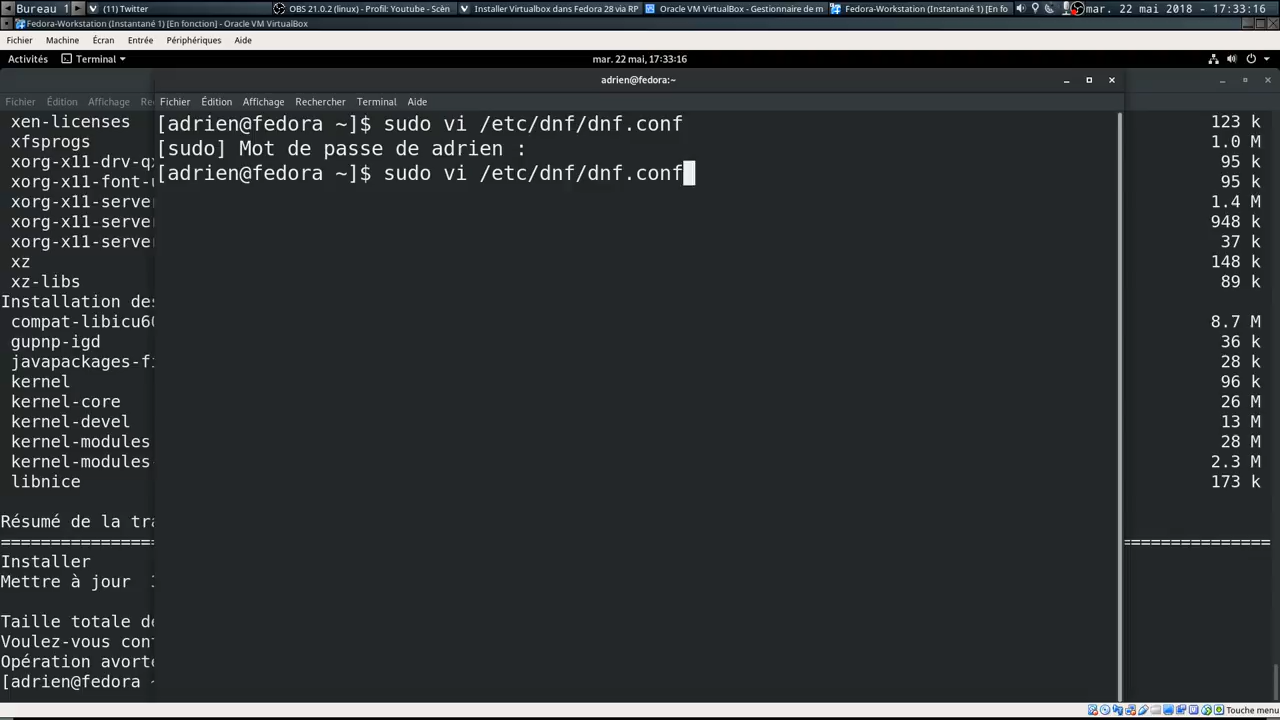 Bureau 1
(11) Twitter
OBS 21.0.2 (linux) - Profil: Youtube - Scèn
Installer Virtualbox dans Fedora 28 via RP
Oracle VM VirtualBox - Gestionnaire de m
Fedora-Workstation (Instantané 1) [En fo
mar. 22 mai 2018 - 17:33:16
Fedora-Workstation (Instantané 1) [En fonction] - Oracle VM VirtualBox
Fichier Machine Écran Entrée Périphériques Aide
Activités Terminal mar. 22 mai, 17:33:16
adrien@fedora:~
Fichier Édition Affichage
Fichier Édition Affichage Rechercher Terminal Aide
[adrien@fedora ~]$ sudo vi /etc/dnf/dnf.conf
[sudo] Mot de passe de adrien :
[adrien@fedora ~]$ sudo vi /etc/dnf/dnf.conf
xen-licenses 123 k
xfsprogs 1.0 M
xorg-x11-drv-q 95 k
xorg-x11-font- 95 k
xorg-x11-serve 1.4 M
xorg-x11-serve 948 k
xorg-x11-serve 37 k
xz 148 k
xz-libs 89 k
Installation des
compat-libicu60 8.7 M
gupnp-igd 36 k
javapackages-f 28 k
kernel 96 k
kernel-core 26 M
kernel-devel 13 M
kernel-modules 28 M
kernel-modules 2.3 M
libnice 173 k
Résumé de la tra
Installer
Mettre à jour
Taille totale de
Voulez-vous con
Opération avorte
[adrien@fedora ~
Touche menu